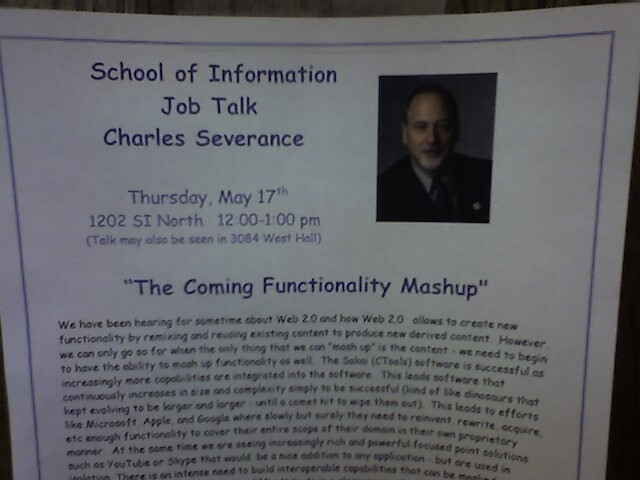 School of Information
Job Talk
Charles Severance
Thursday, May 17th
1202 SI North 12:00-1:00 pm
(Talk may also be seen in 3084 West Hall)
"The Coming Functionality Mashup"
We have been hearing for sometime about Web 2.0 and how Web 2.0 allows to create new
functionality by remixing and reusing existing content to produce new derived content. However,
we can only go so far when the only thing that we can "mash up" is the content - we need to begin
to have the ability to mash up functionality as well. The Sakai (CTools) software is successful as
increasingly more capabilities are integrated into the software. This leads software that
continuously increases in size and complexity simply to be successful (kind of like dinosaurs that
kept evolving to be larger and larger - until a comet hit to wipe them out). This leads to efforts
like Microsoft, Apple, and Google where slowly but surely they need to reinvent, rewrite, acquire,
etc enough functionality to cover their entire scope of their domain in their own proprietary
manner. At the same time we are seeing increasingly rich and powerful focused point solutions
such as YouTube or Skype that would be a nice addition to any application - but are used in
isolation. There is an intense need to build interoperable capabilities that can be